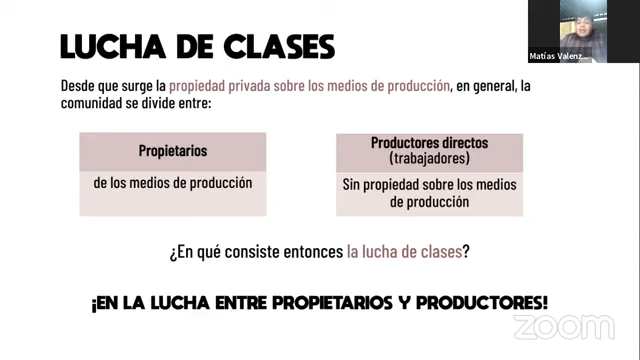 LUCHA DE CLASES
Matías Valenz...
Desde que surge la propiedad privada sobre los medios de producción, en general, la
comunidad se divide entre:
Propietarios
de los medios de producción
Productores directos
(trabajadores)
Sin propiedad sobre los medios
de producción
¿En qué consiste entonces la lucha de clases?
¡EN LA LUCHA ENTRE PROPIETARIOS Y PRODUCTORES!
zoom